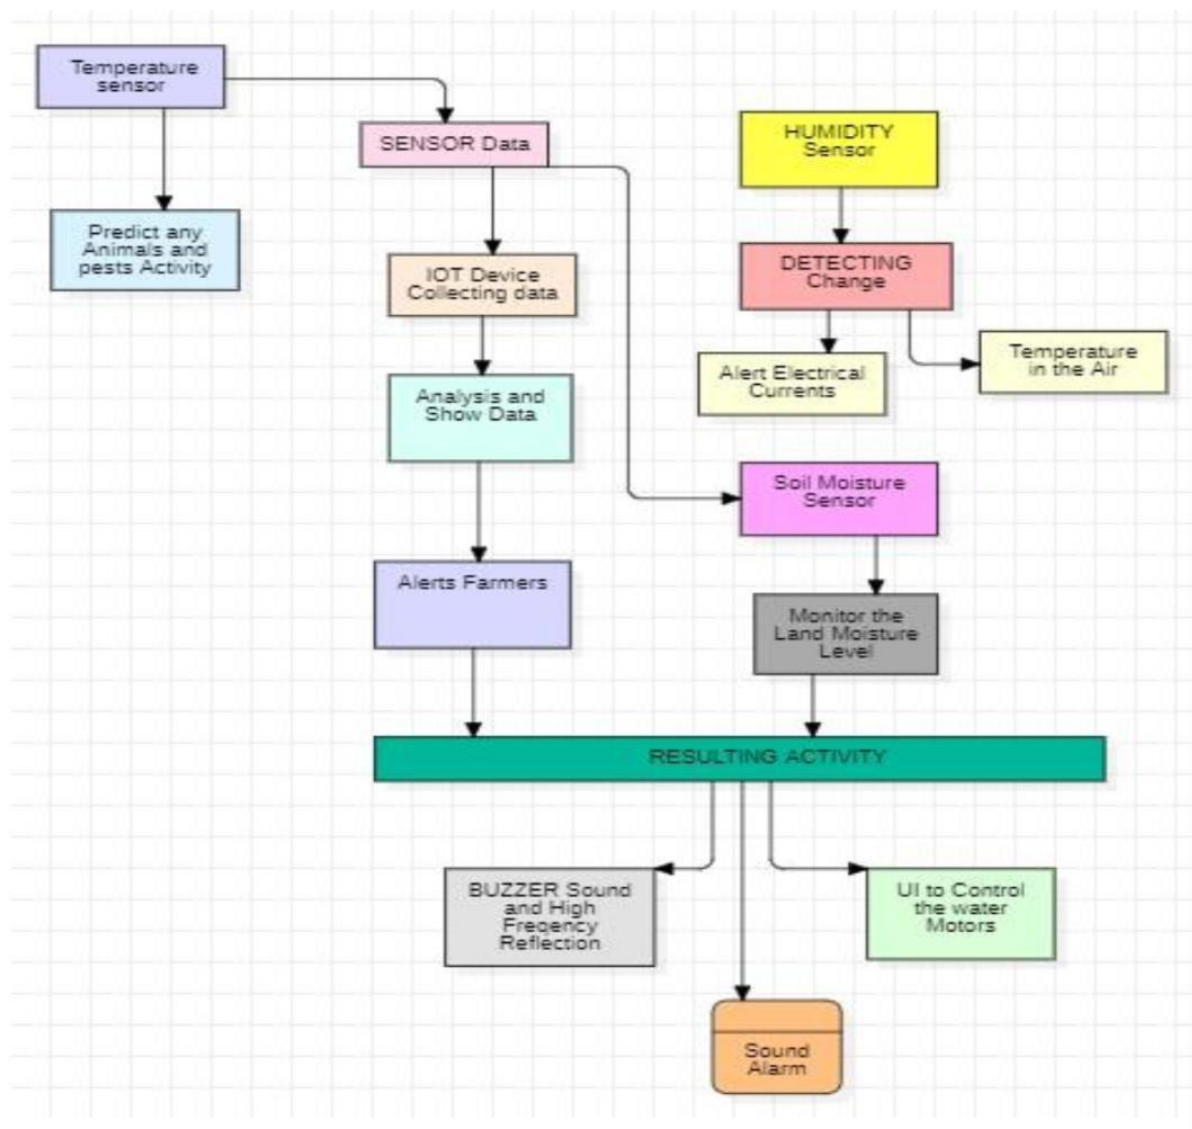 Temperature
sensor
SENSOR Data
HUMIDITY
Sensor
Predict any
Animals and
pests Activity
IOT Device
Collecting data
DETECTING
Change
Alert Electrical
Currents
Temperature
in the Air
Analysis and
Show Data
Soil Moisture
Sensor
Alerts Farmers
Monitor the
Land Moisture
Level
RESULTING ACTIVITY
BUZZER Sound
and High
Freqency
Reflection
UI to Control
the water
Motors
Sound
Alarm